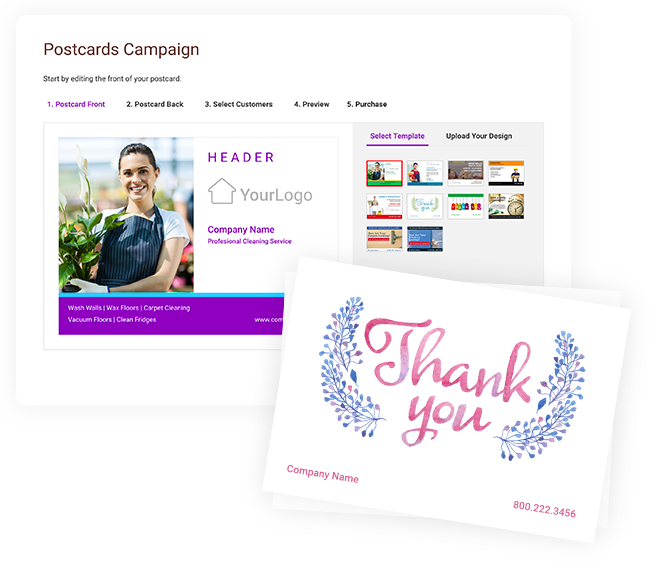 Postcards Campaign
Start by editing the front of your postcard.
1. Postcard Front 2. Postcard Back 3. Select Customers 4. Preview 5. Purchase
Select Template Upload Your Design
HEADER
YourLogo
Company Name
Profesional Cleaning Service
Wash Walls | Wax Floors | Carpet Cleaning
Vacuum Floors | Clean Fridges www.com
Thank
you
Thank
you
Company Name
800.222.3456